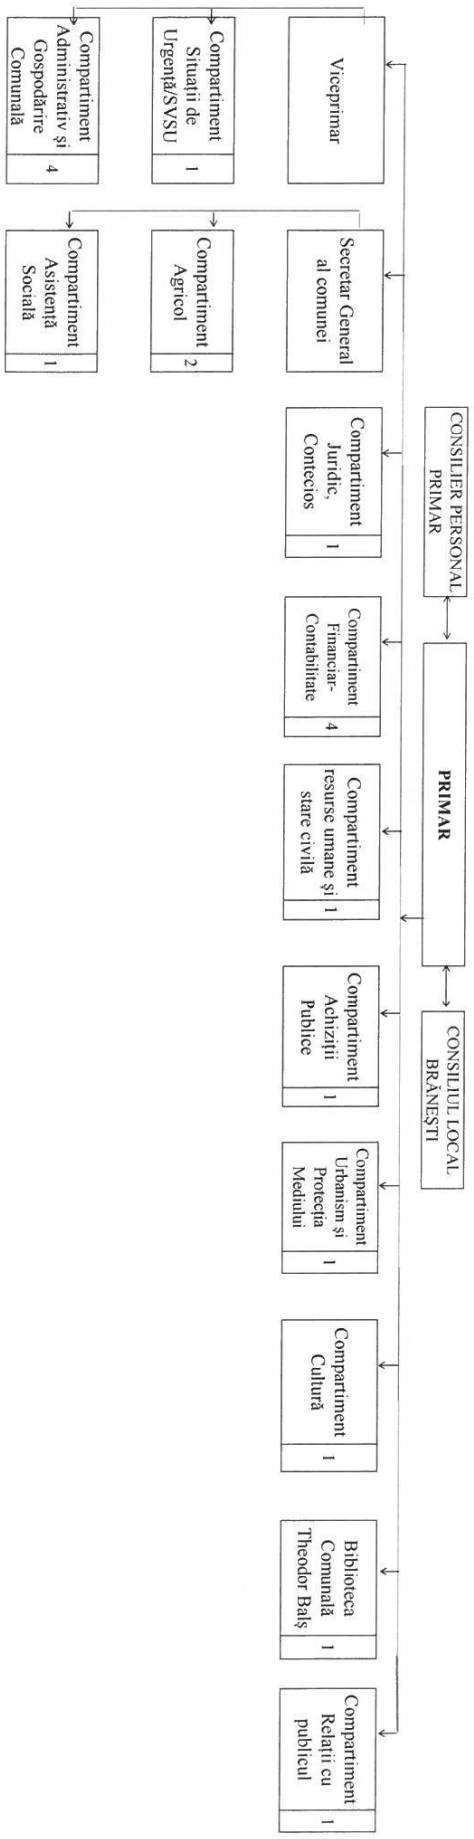 CONSILIER PERSONAL
PRIMAR
PRIMAR
CONSILIUL LOCAL
BRĂNEȘTI
Viceprimar
Secretar General
al comunei
Compartiment
Juridic,
Contecios
1
Compartiment
Financiar-
Contabilitate
4
Compartiment
resurse umane și
stare civilă
1
Compartiment
Achiziții
Publice
1
Compartiment
Urbanism și
Protecția
Mediului
1
Compartiment
Cultură
1
Biblioteca
Comunală
Theodor Balș
1
Compartiment
Relații cu
publicul
1
Compartiment
Situații de
Urgență/SVSU
1
Compartiment
Agricol
2
Compartiment
Administrativ și
Gospodărire
Comunală
4
Compartiment
Asistență
Socială
1